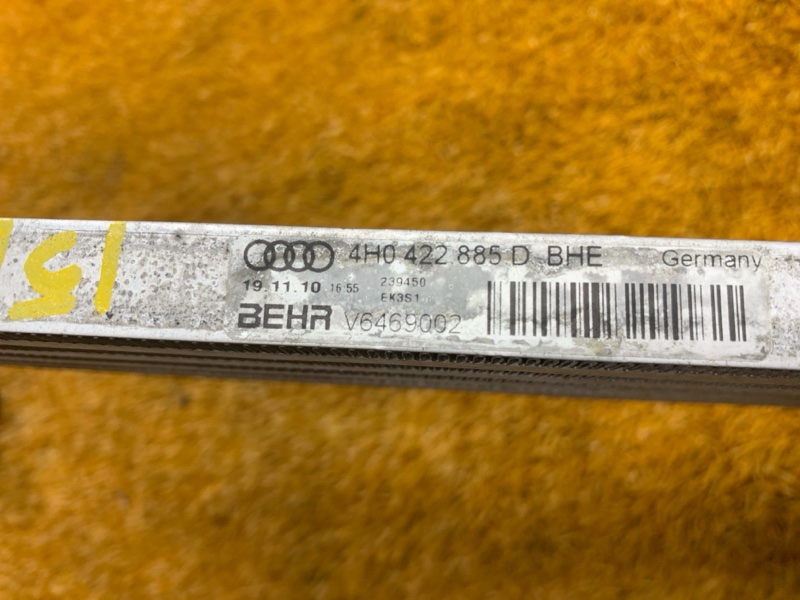 4H0 422 885 D BHE Germany
19.11.10 16:55 239450
EK3S1
BEHR V6469002